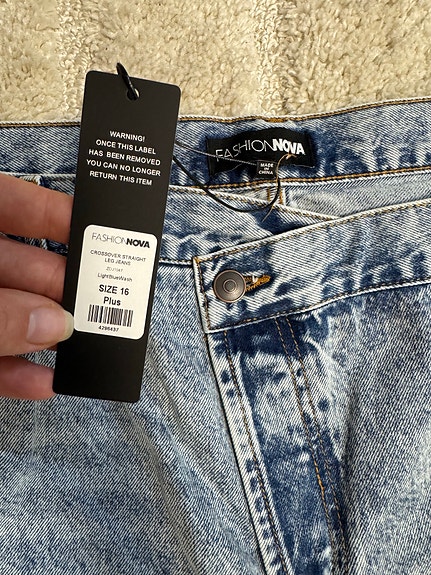 WARNING!
ONCE THIS LABEL
HAS BEEN REMOVED
YOU CAN NO LONGER
RETURN THIS ITEM
FASHIONNOVA
CROSSOVER STRAIGHT
LEG JEANS
LightBlueWash
SIZE 16
Plus
4296437
FASHIONNOVA
MADE
IN
CHINA